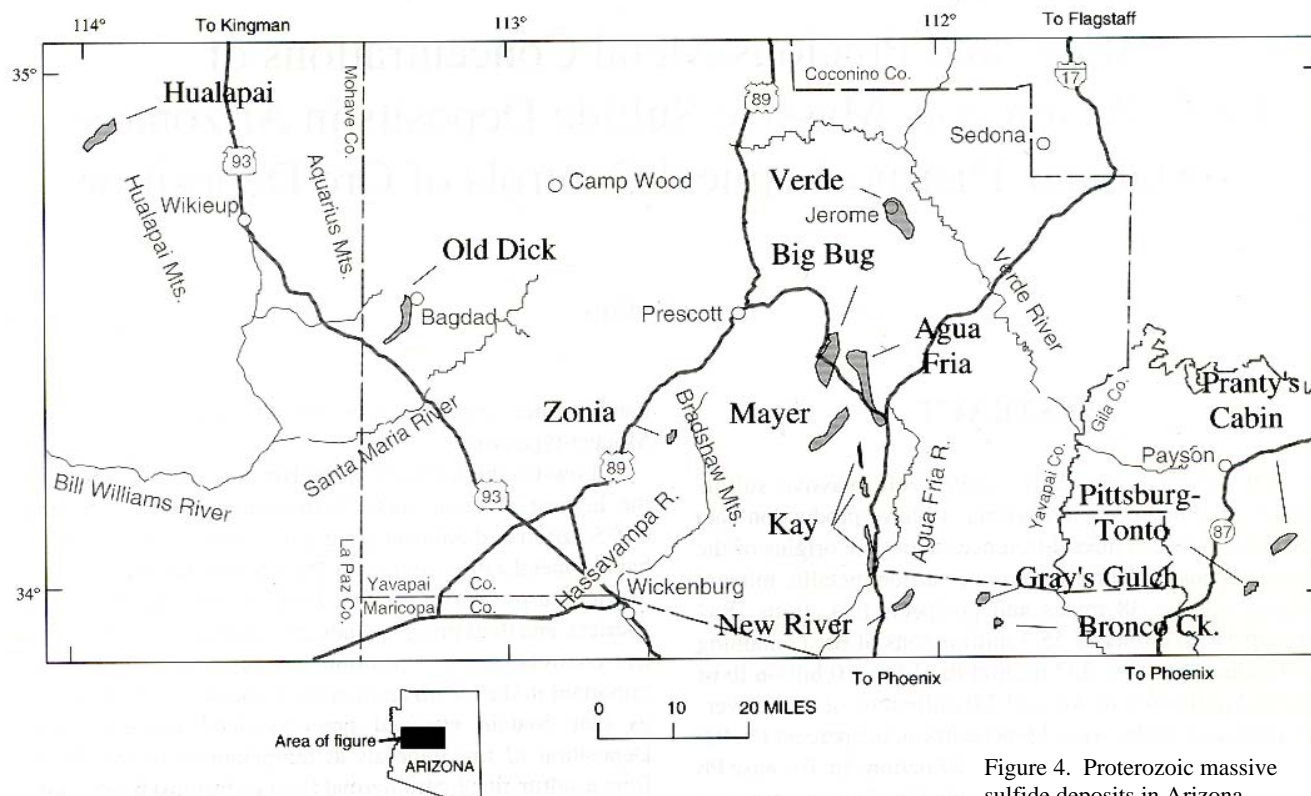 114°
To Kingman
113°
112°
To Flagstaff
35°
Hualapai
Mohave Co.
93
Wikieup
Hualapai Mts.
Aquarius Mts.
Camp Wood
89
Coconino Co.
17
Sedona
Verde
Jerome
Old Dick
Bagdad
Big Bug
Prescott
Verde River
Agua
Fria
Zonia
Bradshaw Mts.
Mayer
Santa Maria River
Bill Williams River
89
93
Hassayampa R.
Agua Fria R.
Kay
Yavapai Co.
Gila Co.
Pranty's
Cabin
Payson
Pittsburg-
Tonto
87
34°
La Paz Co.
Yavapai Co.
Maricopa Co.
Wickenburg
New River
Gray's Gulch
Bronco Ck.
To Phoenix
To Phoenix
Area of figure
ARIZONA
0 10 20 MILES
Figure 4. Proterozoic massive
sulfide deposits in Arizona